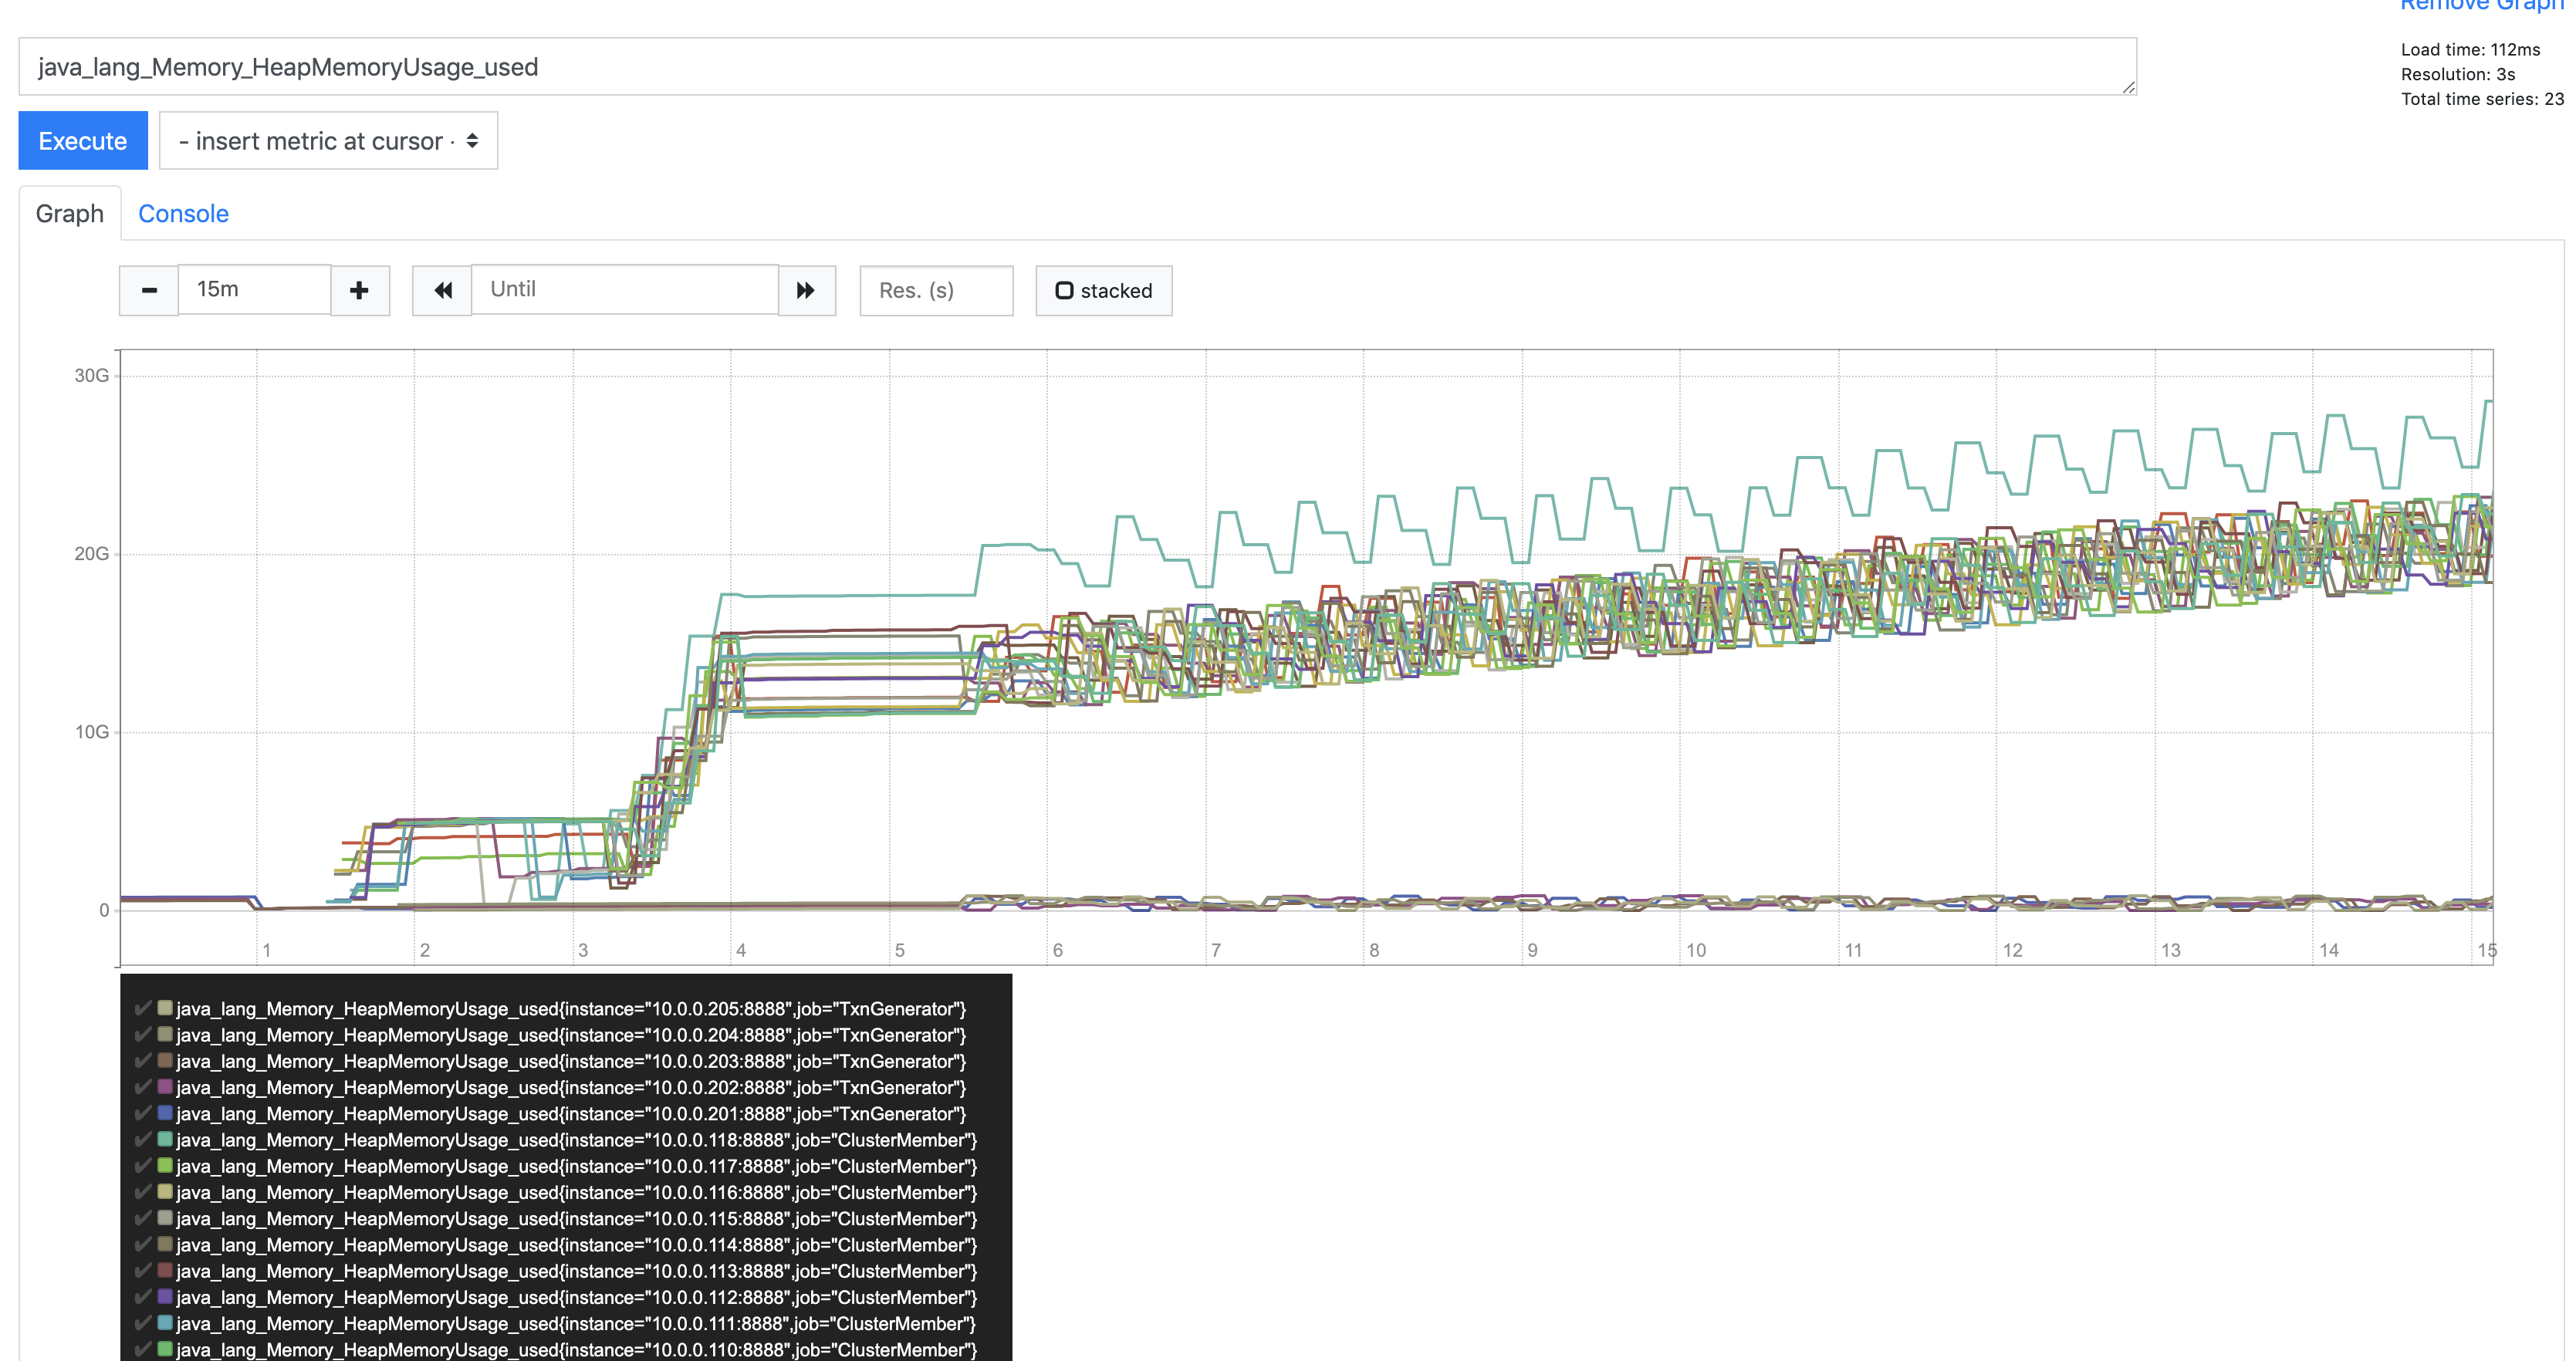 Remove Graph
java_lang_Memory_HeapMemoryUsage_used
Load time: 112ms
Resolution: 3s
Total time series: 23
Execute
- insert metric at cursor -
Graph
Console
15m
Until
Res. (s)
stacked
30G
20G
10G
0
1 2 3 4 5 6 7 8 9 10 11 12 13 14 15
java_lang_Memory_HeapMemoryUsage_used{instance="10.0.0.205:8888",job="TxnGenerator"}
java_lang_Memory_HeapMemoryUsage_used{instance="10.0.0.204:8888",job="TxnGenerator"}
java_lang_Memory_HeapMemoryUsage_used{instance="10.0.0.203:8888",job="TxnGenerator"}
java_lang_Memory_HeapMemoryUsage_used{instance="10.0.0.202:8888",job="TxnGenerator"}
java_lang_Memory_HeapMemoryUsage_used{instance="10.0.0.201:8888",job="TxnGenerator"}
java_lang_Memory_HeapMemoryUsage_used{instance="10.0.0.118:8888",job="ClusterMember"}
java_lang_Memory_HeapMemoryUsage_used{instance="10.0.0.117:8888",job="ClusterMember"}
java_lang_Memory_HeapMemoryUsage_used{instance="10.0.0.116:8888",job="ClusterMember"}
java_lang_Memory_HeapMemoryUsage_used{instance="10.0.0.115:8888",job="ClusterMember"}
java_lang_Memory_HeapMemoryUsage_used{instance="10.0.0.114:8888",job="ClusterMember"}
java_lang_Memory_HeapMemoryUsage_used{instance="10.0.0.113:8888",job="ClusterMember"}
java_lang_Memory_HeapMemoryUsage_used{instance="10.0.0.112:8888",job="ClusterMember"}
java_lang_Memory_HeapMemoryUsage_used{instance="10.0.0.111:8888",job="ClusterMember"}
java_lang_Memory_HeapMemoryUsage_used{instance="10.0.0.110:8888",job="ClusterMember"}